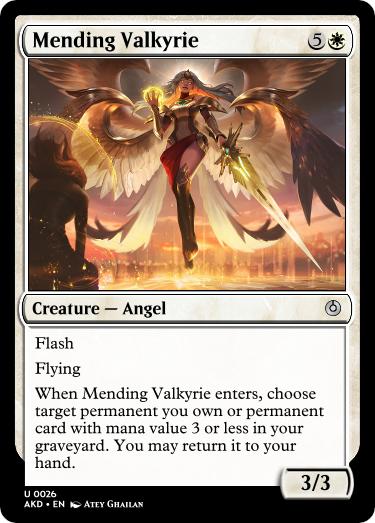 Mending Valkyrie 5
Creature — Angel
Flash
Flying
When Mending Valkyrie enters, choose
target permanent you own or permanent
card with mana value 3 or less in your
graveyard. You may return it to your
hand.
3/3
U 0026
AKD • EN Atey Ghailan